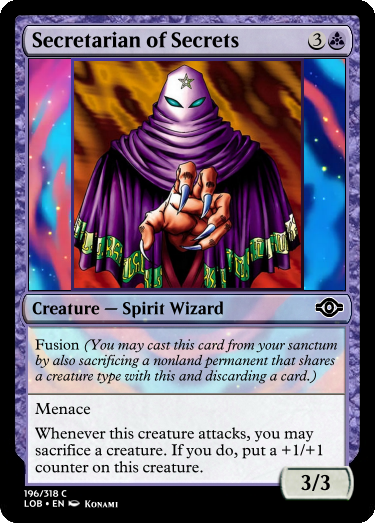 Secretarian of Secrets 3
Creature — Spirit Wizard
Fusion (You may cast this card from your sanctum
by also sacrificing a nonland permanent that shares
a creature type with this and discarding a card.)
Menace
Whenever this creature attacks, you may
sacrifice a creature. If you do, put a +1/+1
counter on this creature.
3/3
196/318 C
LOB • EN Konami